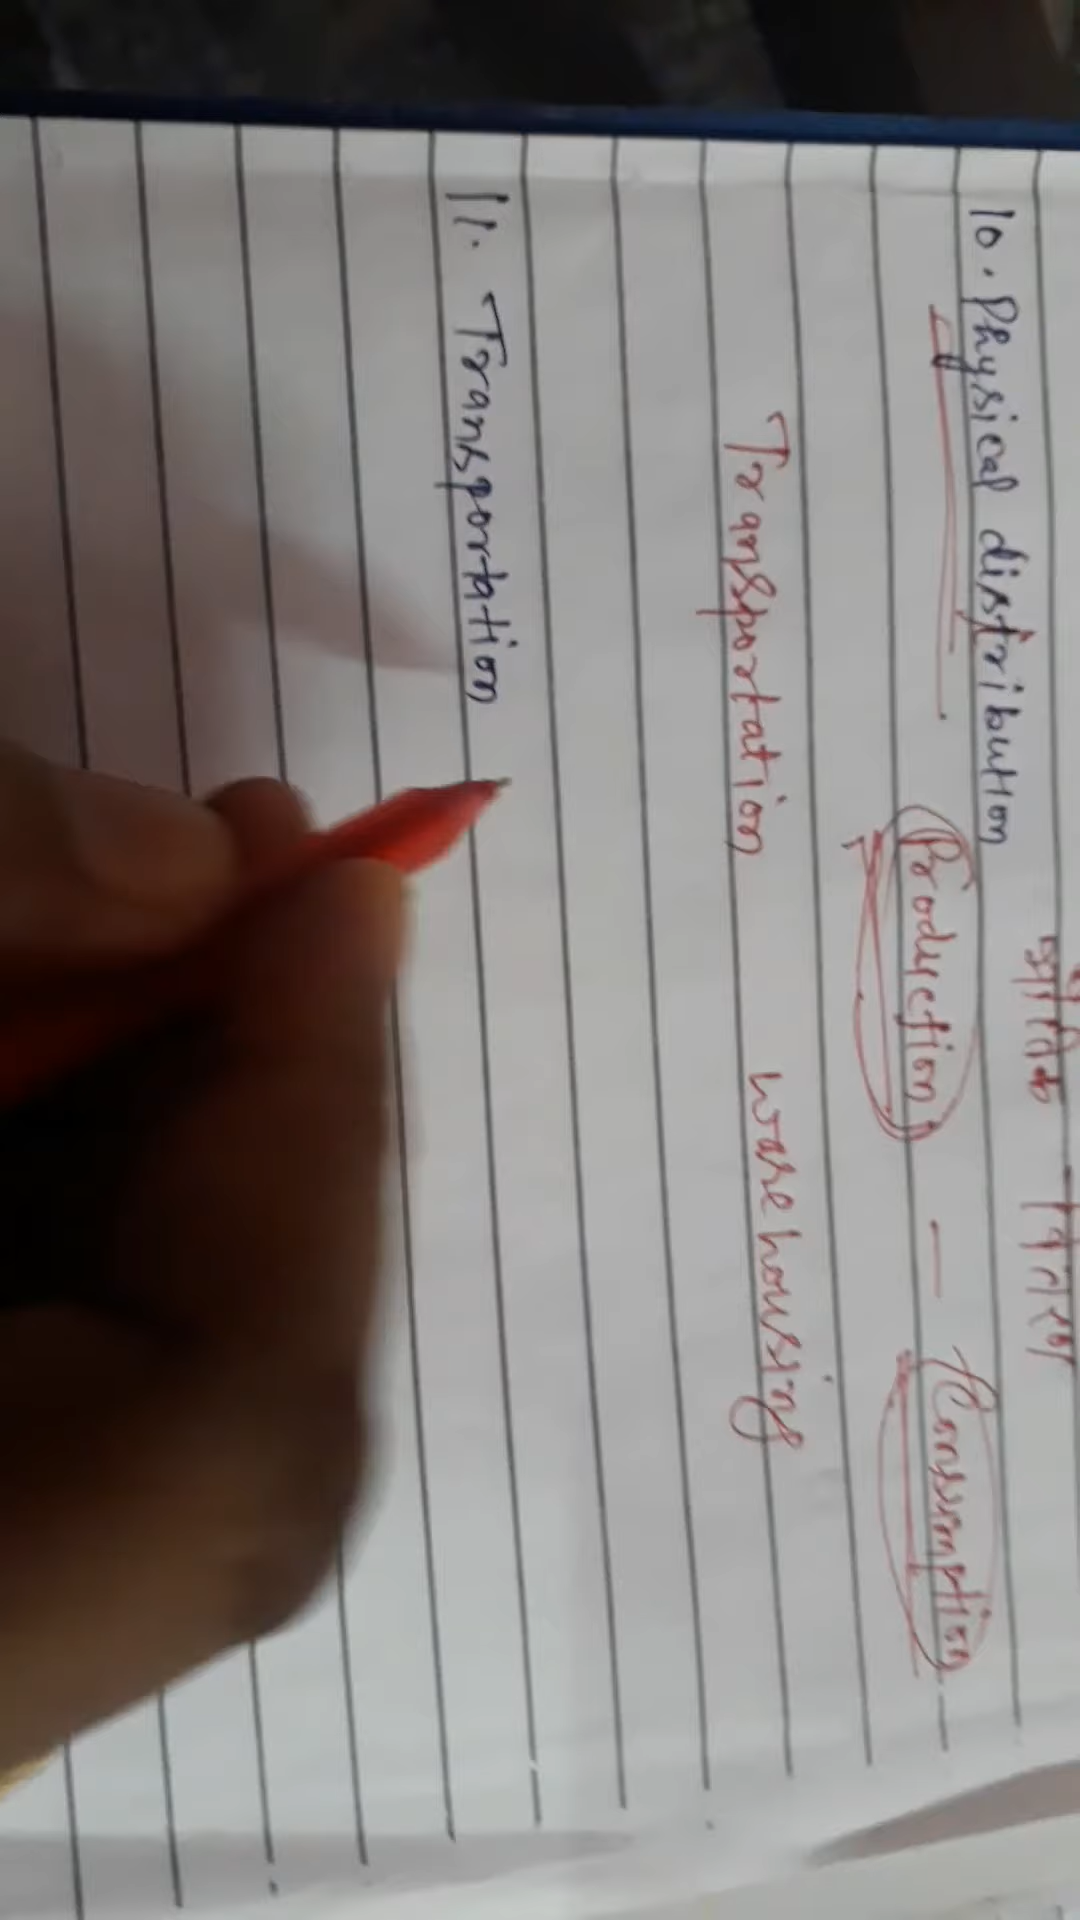 10. Physical distribution
भौतिक वितरण
Production — Consumption
Transportation warehousing
11. Transportation